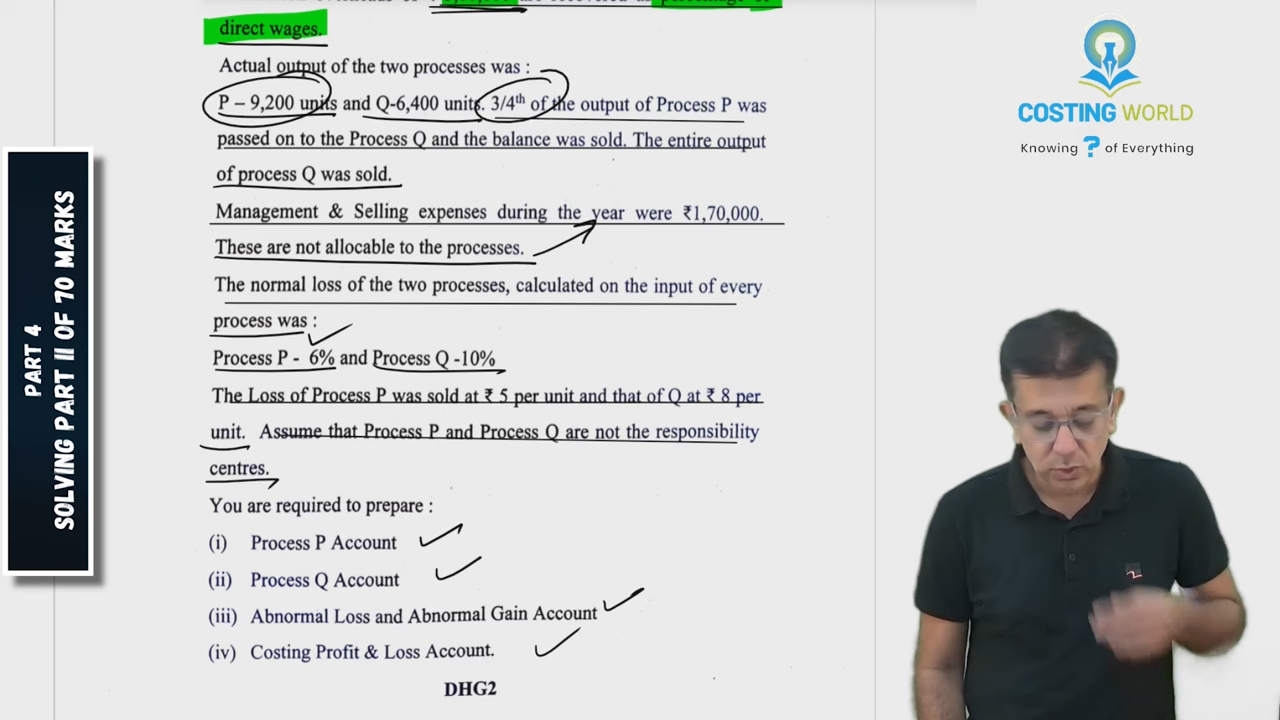 are recovered as percentage of
direct wages.
Actual output of the two processes was :
P – 9,200 units and Q-6,400 units. 3/4th of the output of Process P was
passed on to the Process Q and the balance was sold. The entire output
of process Q was sold.
Management & Selling expenses during the year were ₹1,70,000.
These are not allocable to the processes.
The normal loss of the two processes, calculated on the input of every
process was :
Process P - 6% and Process Q -10%
The Loss of Process P was sold at ₹ 5 per unit and that of Q at ₹ 8 per
unit. Assume that Process P and Process Q are not the responsibility
centres.
You are required to prepare :
(i) Process P Account
(ii) Process Q Account
(iii) Abnormal Loss and Abnormal Gain Account
(iv) Costing Profit & Loss Account.
DHG2
PART 4
SOLVING PART II OF 70 MARKS
COSTING WORLD
Knowing ? of Everything